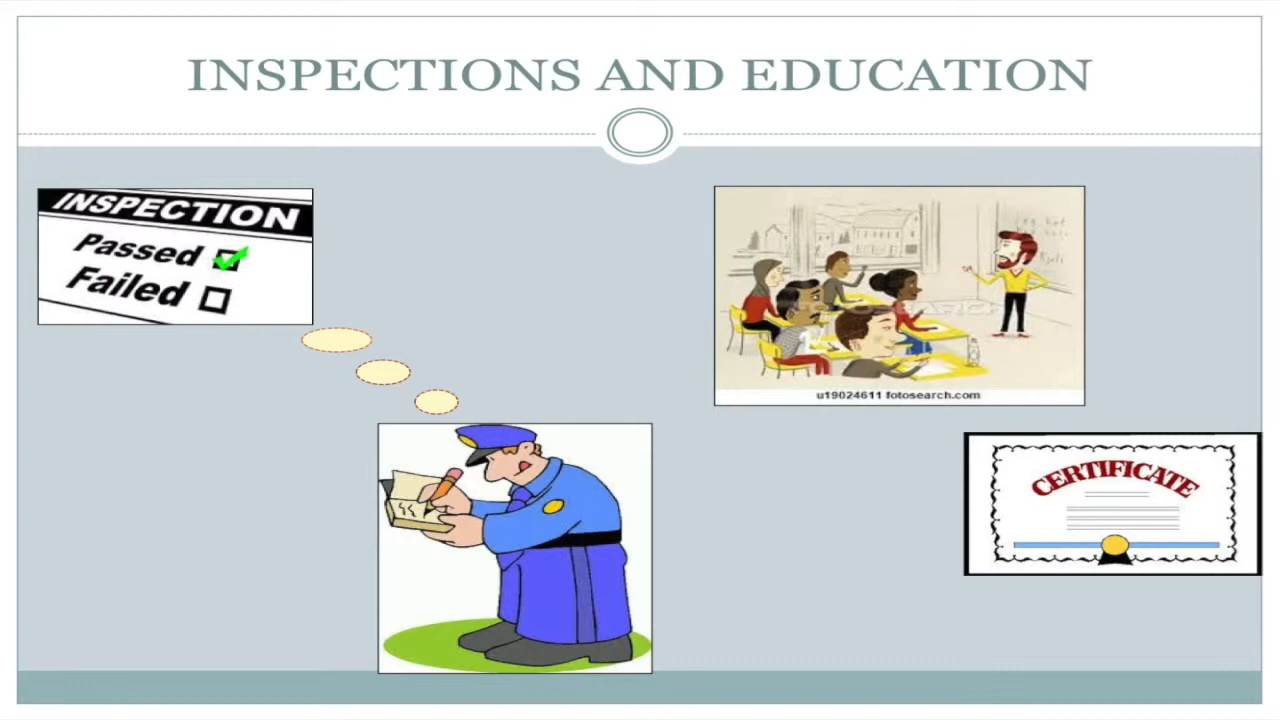 INSPECTIONS AND EDUCATION
INSPECTION
Passed
Failed
u19024611 fotosearch.com
CERTIFICATE